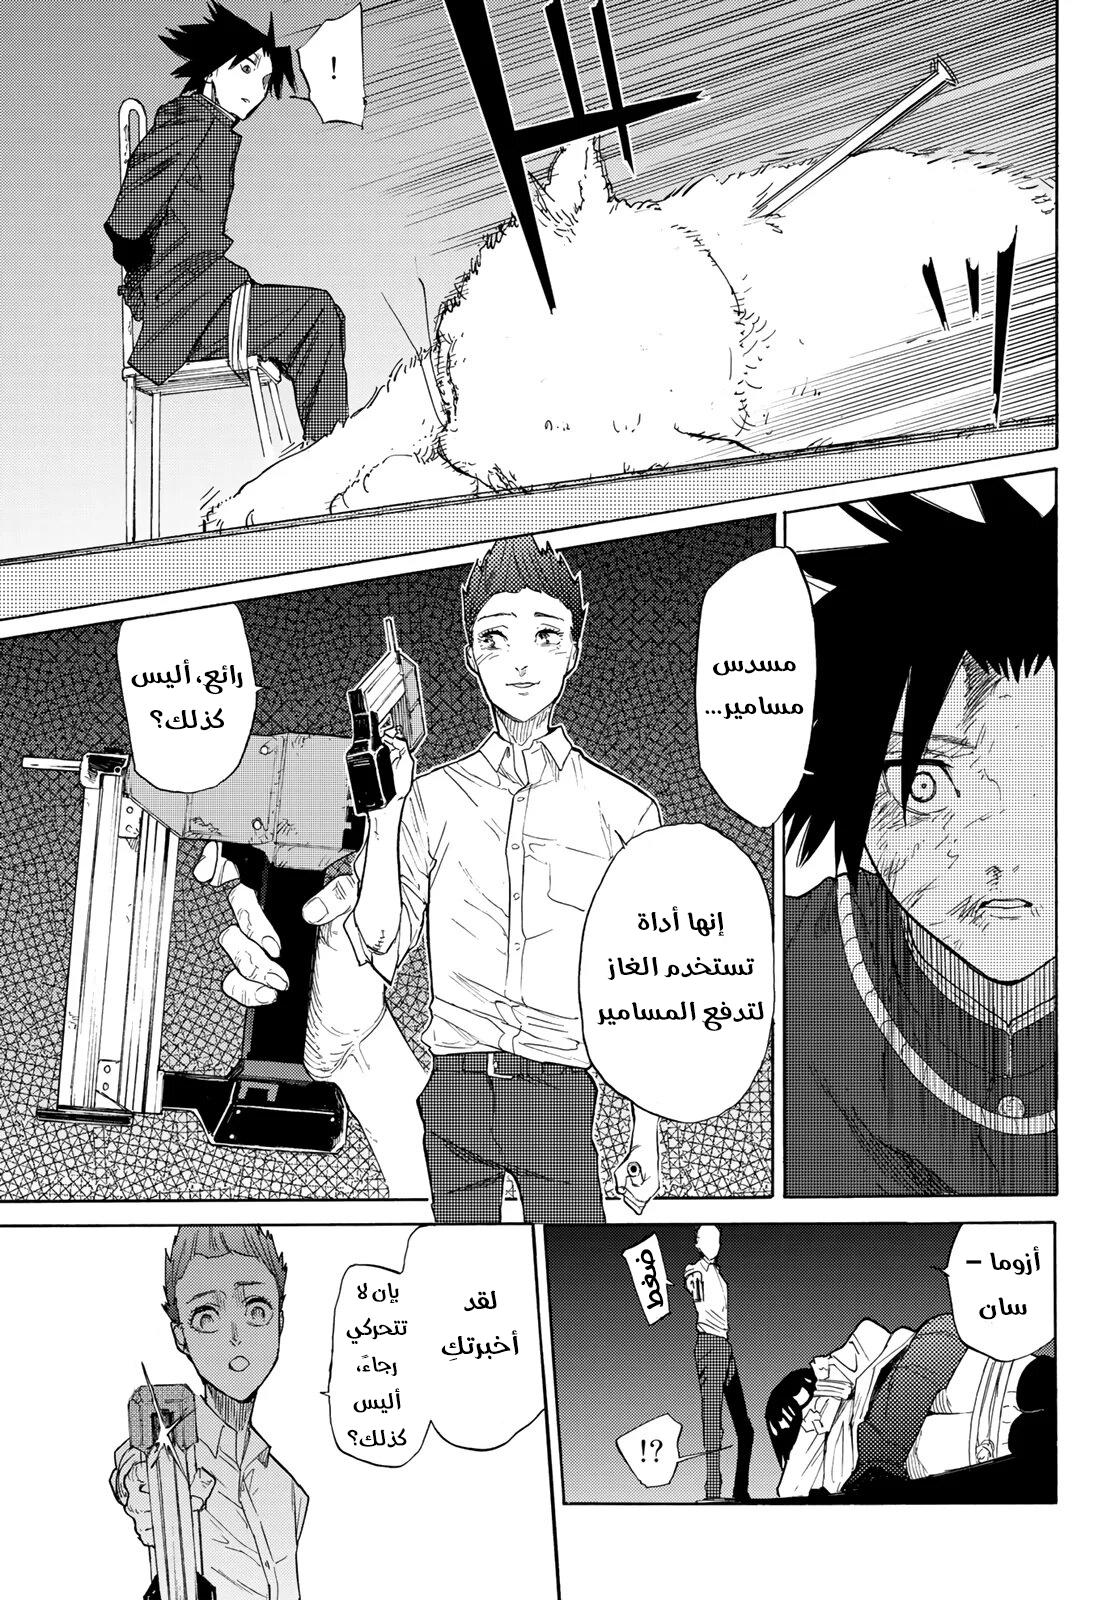 !
مسدس
مسامير...
رائع، أليس
كذلك؟
إنها أداة
تستخدم الغاز
لتدفع المسامير
أزوما –
سان
ضغط
!?
لقد
أخبرتكِ
بإن لا
تتحركي
رجاءً،
أليس
كذلك؟